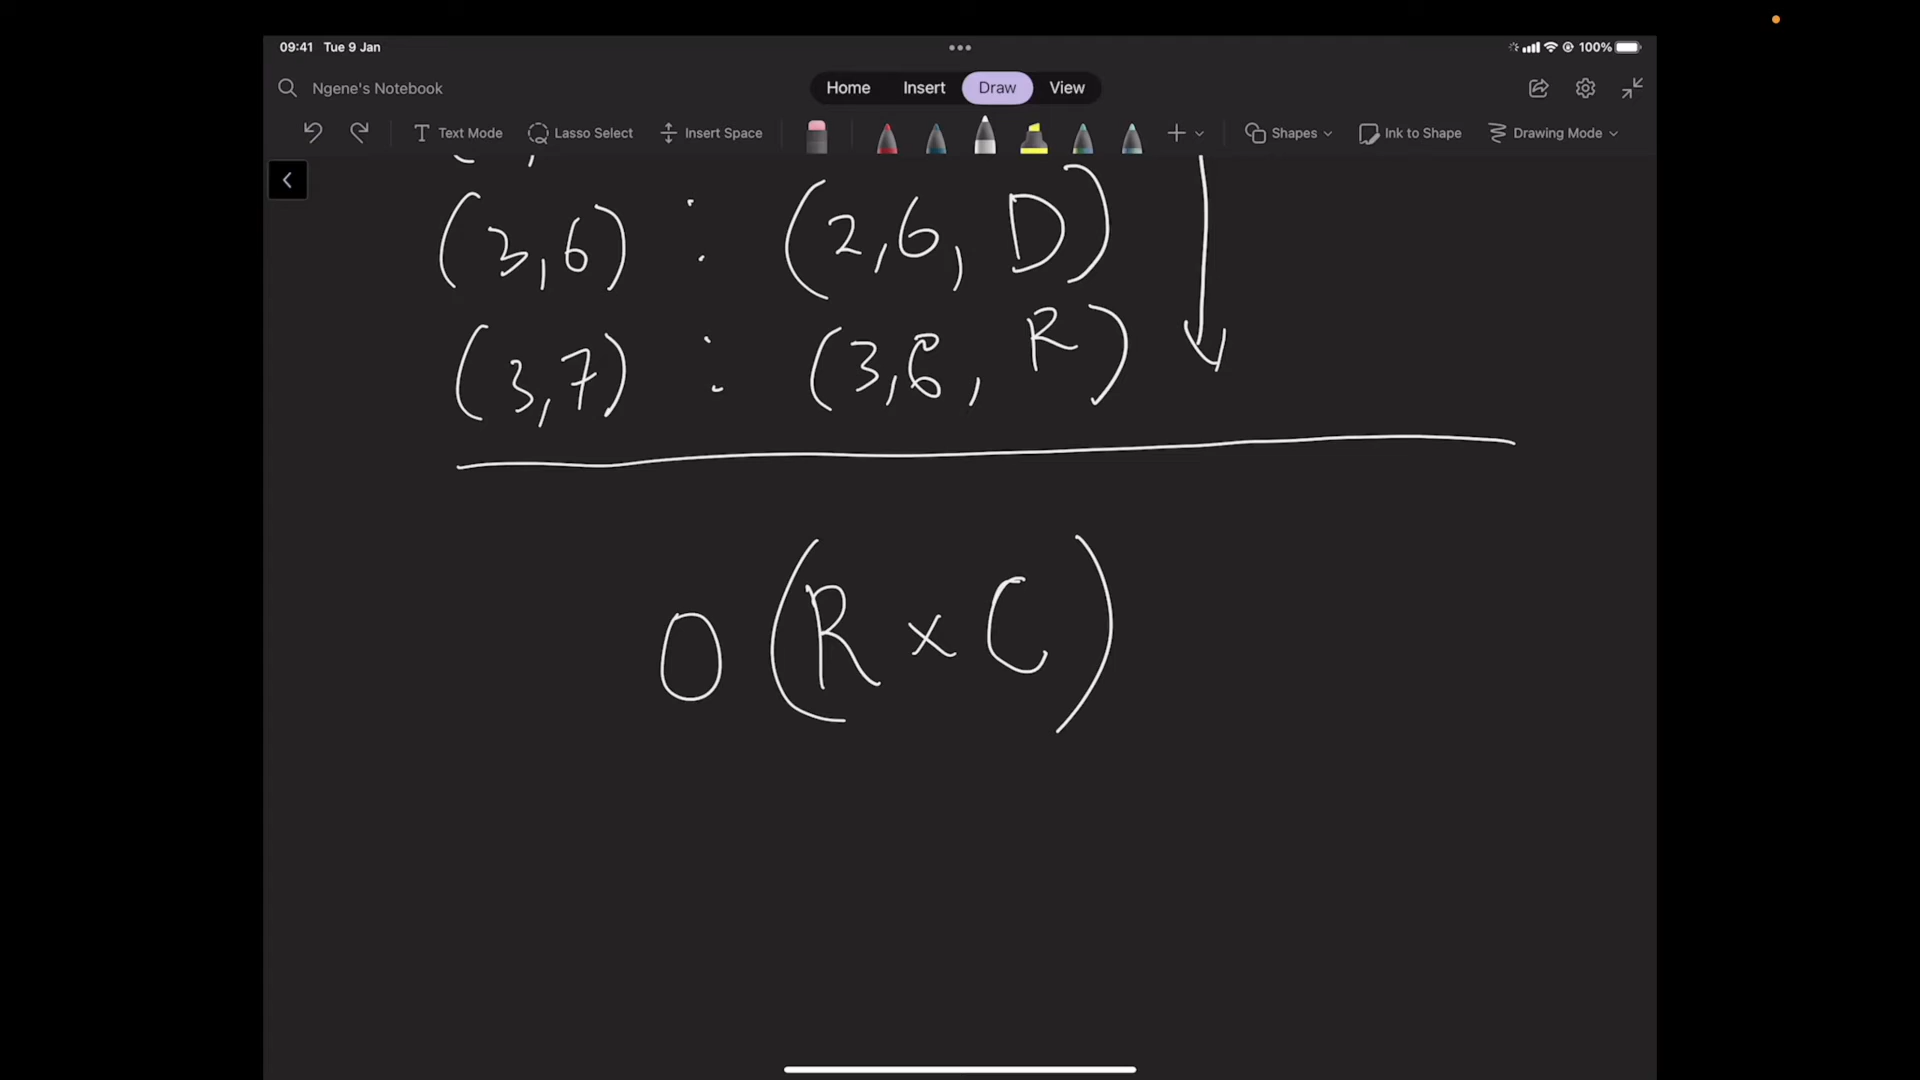 09:41 Tue 9 Jan 100%
Ngene's Notebook Home Insert Draw View
Text Mode Lasso Select Insert Space Shapes Ink to Shape Drawing Mode
(3,6) : (2,6, D)
(3,7) : (3,6, R)
O (R x C)